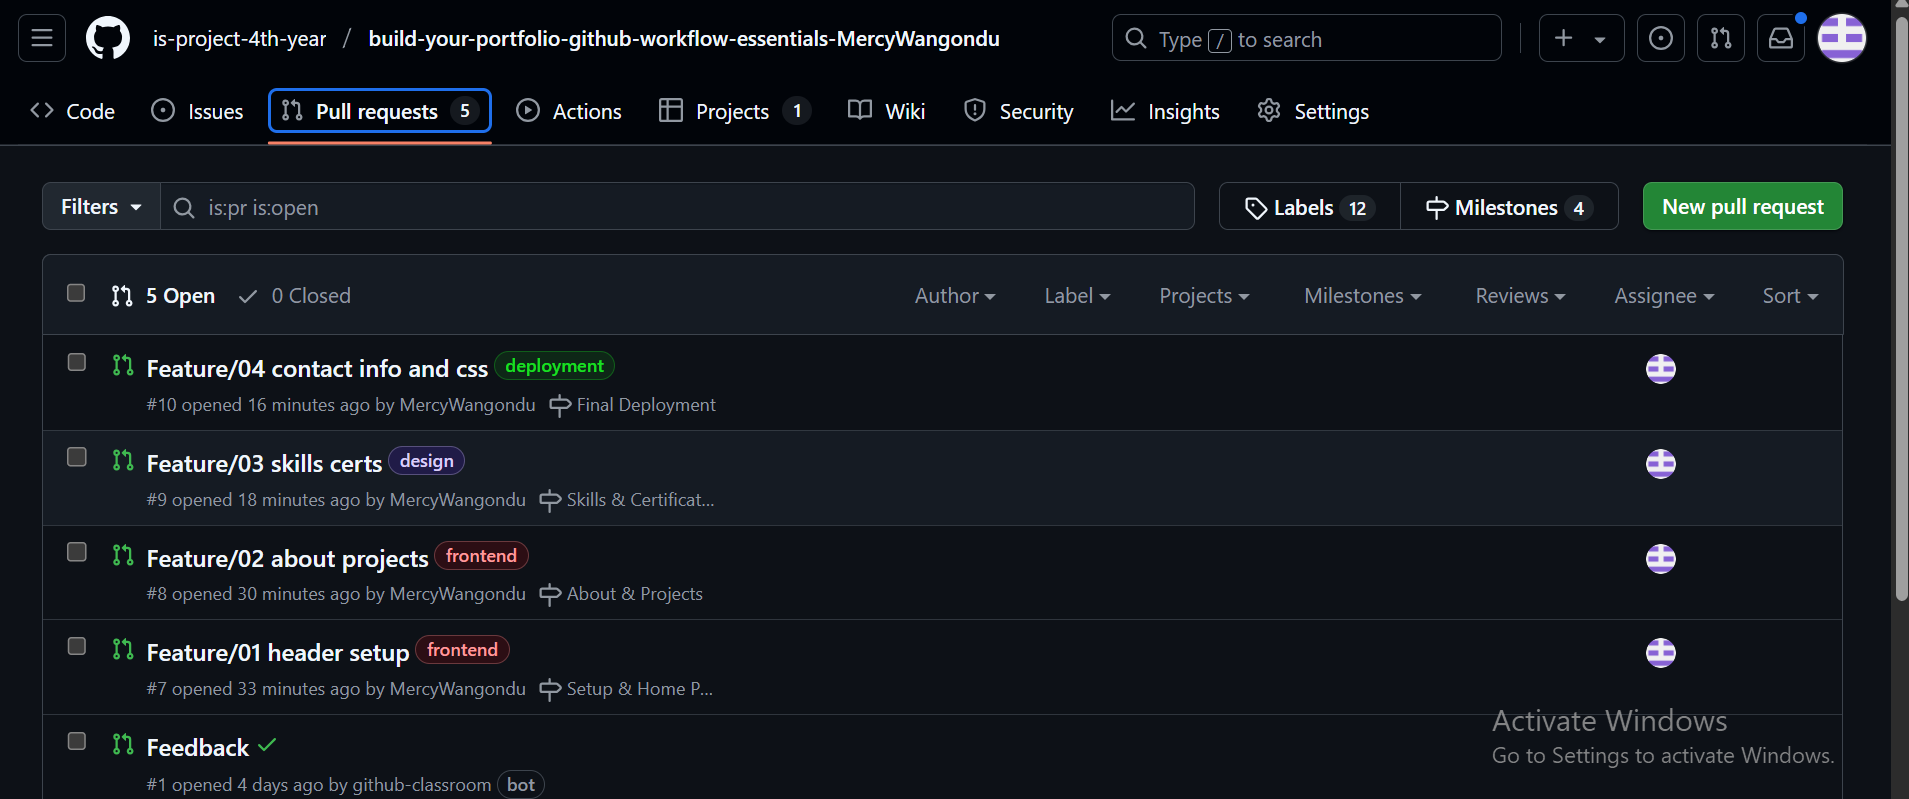 is-project-4th-year / build-your-portfolio-github-workflow-essentials-MercyWangondu
Type / to search
Code Issues Pull requests 5 Actions Projects 1 Wiki Security Insights Settings
Filters is:pr is:open Labels 12 Milestones 4 New pull request
5 Open 0 Closed Author Label Projects Milestones Reviews Assignee Sort
Feature/04 contact info and css deployment
#10 opened 16 minutes ago by MercyWangondu Final Deployment
Feature/03 skills certs design
#9 opened 18 minutes ago by MercyWangondu Skills & Certificat...
Feature/02 about projects frontend
#8 opened 30 minutes ago by MercyWangondu About & Projects
Feature/01 header setup frontend
#7 opened 33 minutes ago by MercyWangondu Setup & Home P...
Feedback
#1 opened 4 days ago by github-classroom bot
Activate Windows
Go to Settings to activate Windows.